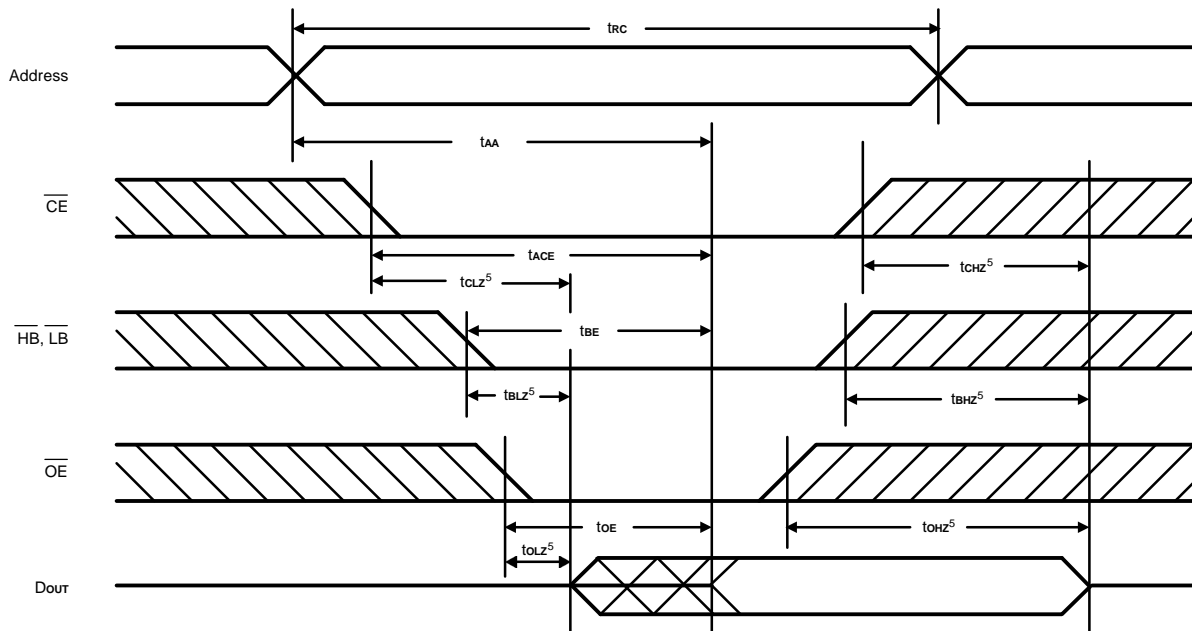 tRC
Address
tAA
CE
tACE
tCHZ5
tCLZ5
HB, LB
tBE
tBLZ5
tBHZ5
OE
tOE
tOHZ5
tOLZ5
DOUT